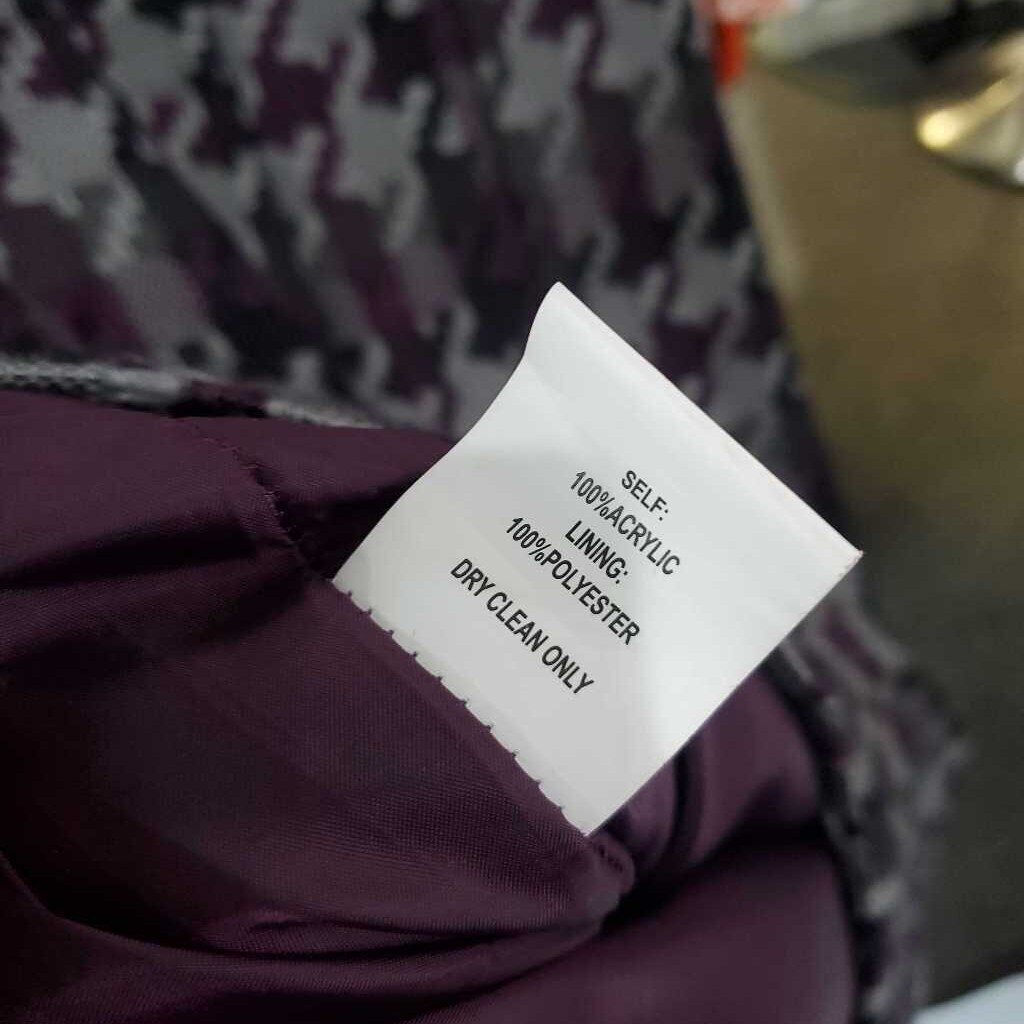 SELF:
100%ACRYLIC
LINING:
100%POLYESTER
DRY CLEAN ONLY